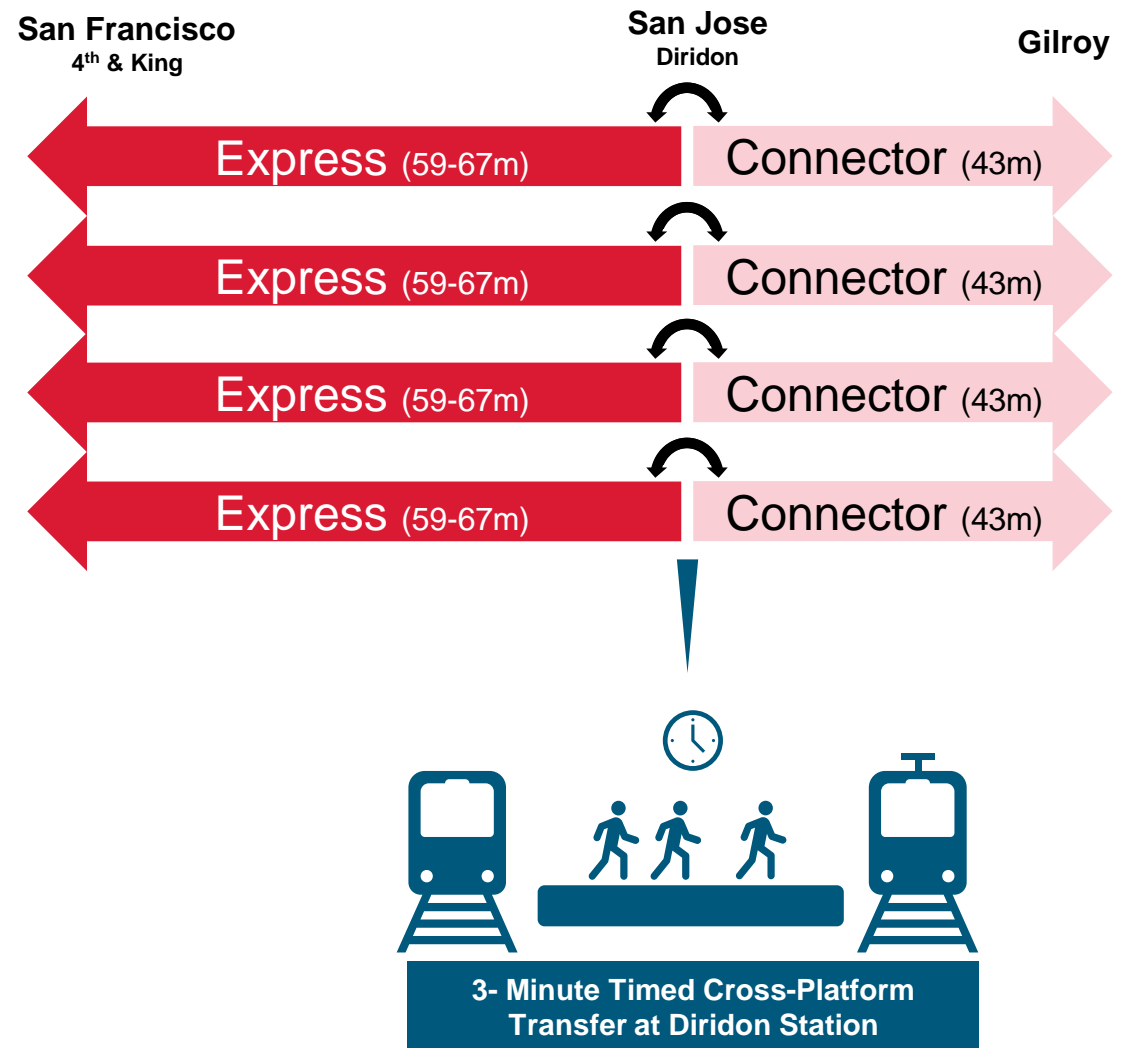 San Francisco
4th & King
San Jose
Diridon
Gilroy
Express (59-67m)
Connector (43m)
Express (59-67m)
Connector (43m)
Express (59-67m)
Connector (43m)
Express (59-67m)
Connector (43m)
3- Minute Timed Cross-Platform
Transfer at Diridon Station